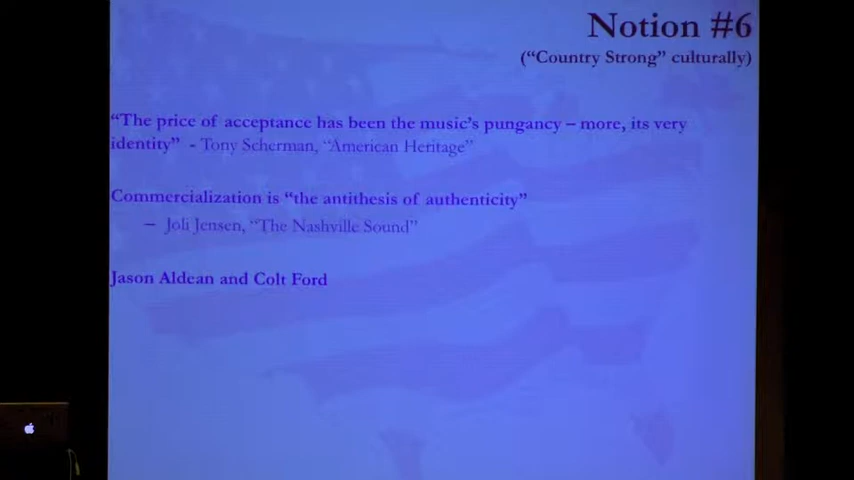 Notion #6
(“Country Strong” culturally)
“The price of acceptance has been the music’s pungancy – more, its very
identity” - Tony Scherman, “American Heritage”
Commercialization is “the antithesis of authenticity”
– Joli Jensen, “The Nashville Sound”
Jason Aldean and Colt Ford